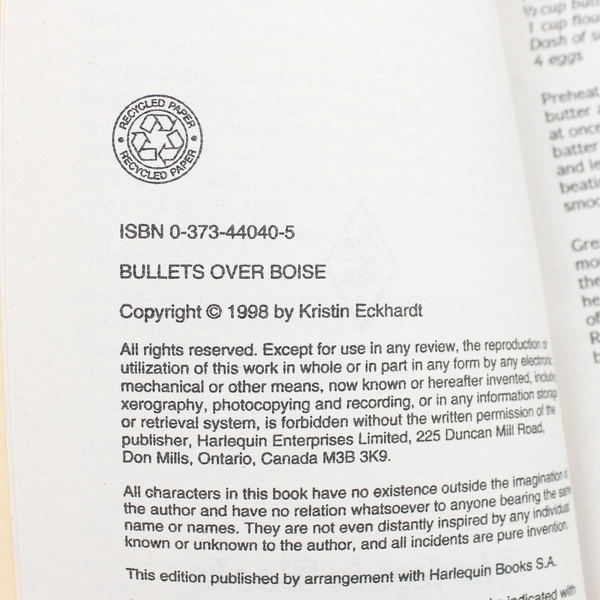 RECYCLED PAPER
RECYCLED PAPER
ISBN 0-373-44040-5
BULLETS OVER BOISE
Copyright © 1998 by Kristin Eckhardt
All rights reserved. Except for use in any review, the reproduction or
utilization of this work in whole or in part in any form by any electronic,
mechanical or other means, now known or hereafter invented,
xerography, photocopying and recording, or in any information storage
or retrieval system, is forbidden without the written permission of the
publisher, Harlequin Enterprises Limited, 225 Duncan Mill Road,
Don Mills, Ontario, Canada M3B 3K9.
All characters in this book have no existence outside the imagination of
the author and have no relation whatsoever to anyone bearing the same
name or names. They are not even distantly inspired by any individual
known or unknown to the author, and all incidents are pure invention.
This edition published by arrangement with Harlequin Books S.A.
indicated with
½ cup
1 cup
Dash of
4 eggs
Preheat
butter
at once
batter
and